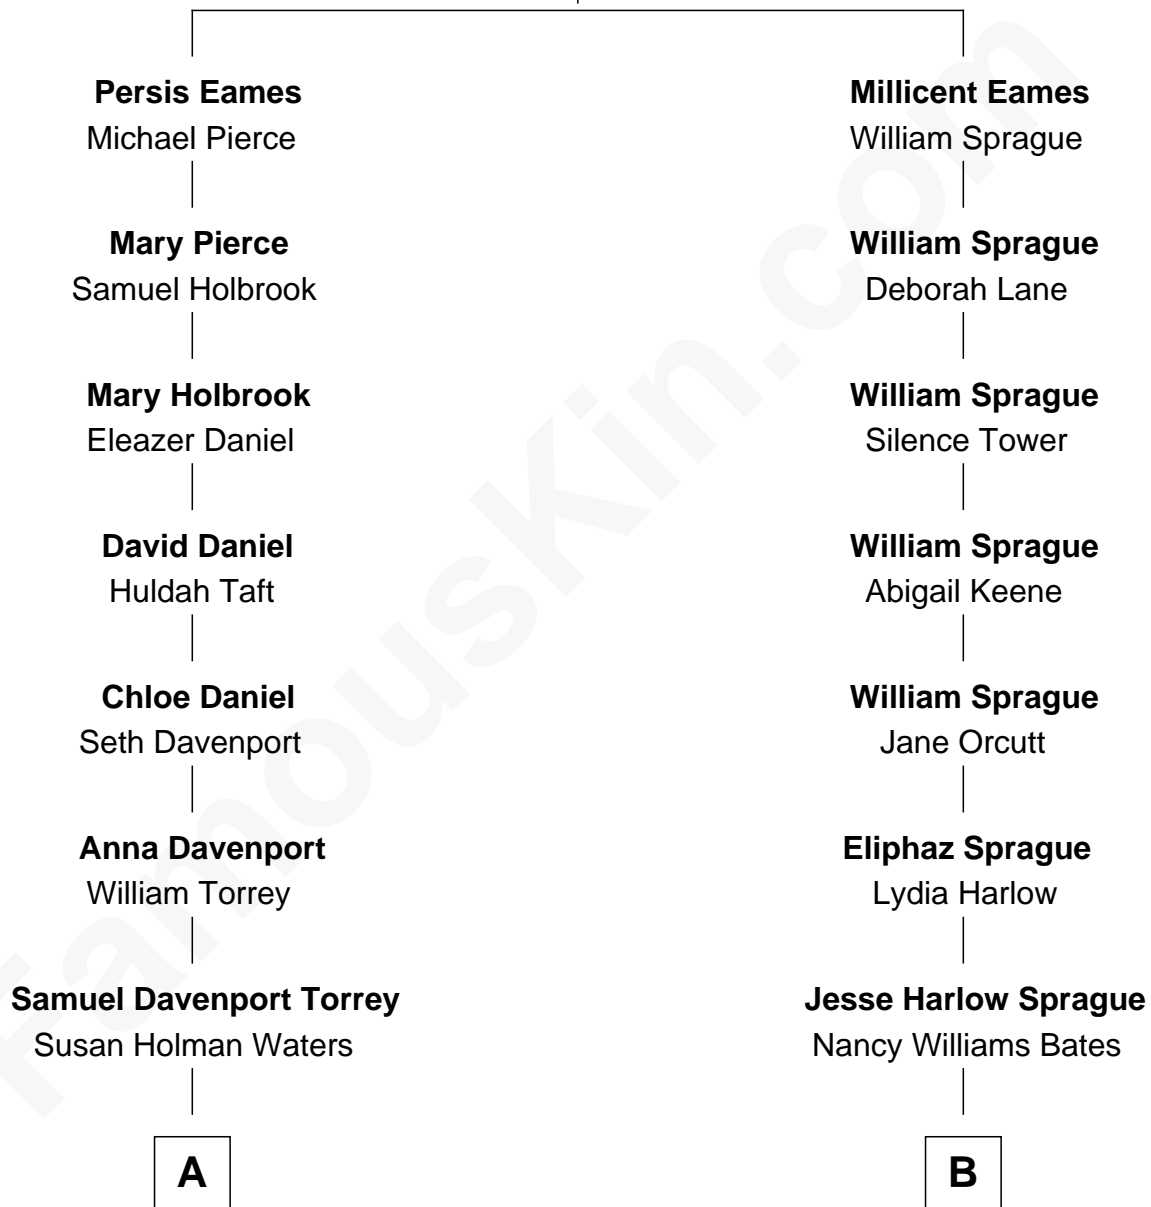 Persis Eames
Michael Pierce
Mary Pierce
Samuel Holbrook
Mary Holbrook
Eleazer Daniel
David Daniel
Huldah Taft
Chloe Daniel
Seth Davenport
Anna Davenport
William Torrey
Samuel Davenport Torrey
Susan Holman Waters
A
Millicent Eames
William Sprague
William Sprague
Deborah Lane
William Sprague
Silence Tower
William Sprague
Abigail Keene
William Sprague
Jane Orcutt
Eliphaz Sprague
Lydia Harlow
Jesse Harlow Sprague
Nancy Williams Bates
B
FamousKin.com